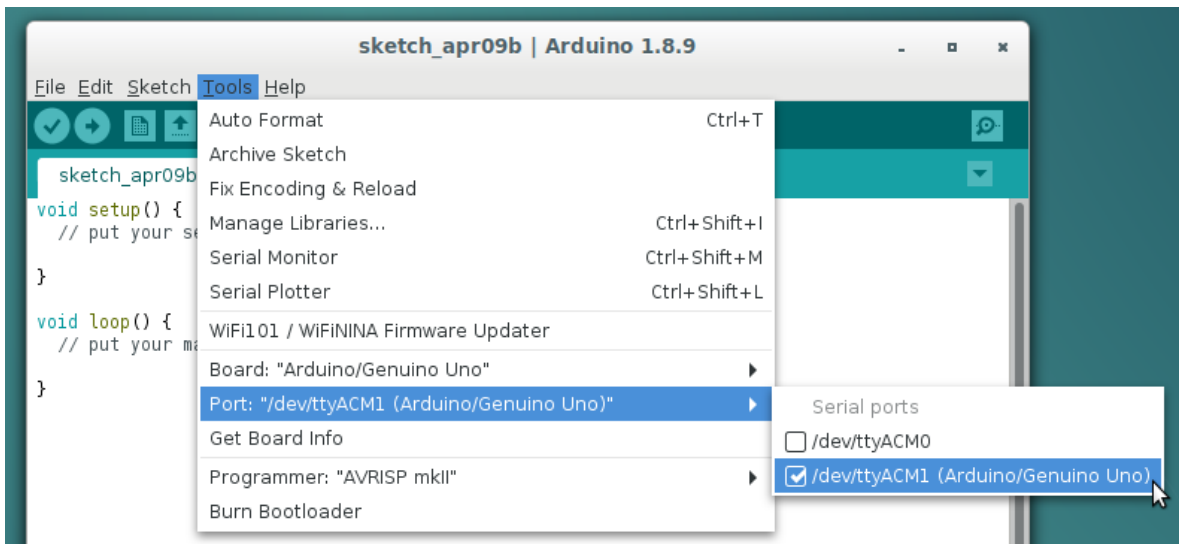 sketch_apr09b | Arduino 1.8.9
File Edit Sketch Tools Help
sketch_apr09b
void setup() {
// put your se
}
void loop() {
// put your ma
}
Auto Format Ctrl+T
Archive Sketch
Fix Encoding & Reload
Manage Libraries... Ctrl+Shift+I
Serial Monitor Ctrl+Shift+M
Serial Plotter Ctrl+Shift+L
WiFi101 / WiFiNINA Firmware Updater
Board: "Arduino/Genuino Uno"
Port: "/dev/ttyACM1 (Arduino/Genuino Uno)"
Get Board Info
Programmer: "AVRISP mkII"
Burn Bootloader
Serial ports
/dev/ttyACM0
/dev/ttyACM1 (Arduino/Genuino Uno)